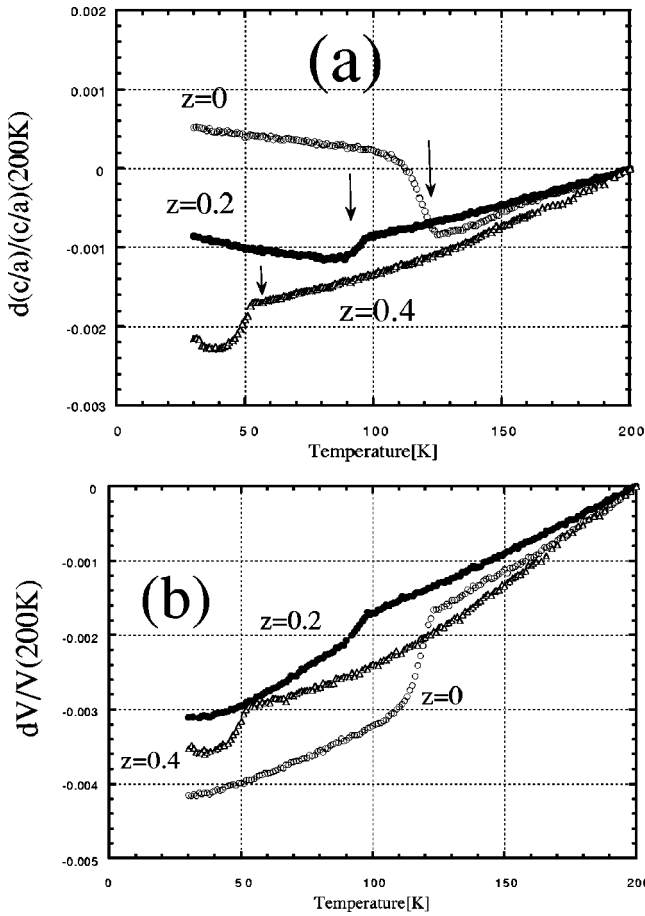 0.002
(a)
0.001
z=0
0
z=0.2
-0.001
z=0.4
-0.002
-0.003
d(c/a)/(c/a)(200K)
0 50 100 150 200
Temperature[K]
0
-0.001
(b)
z=0.2
-0.002
z=0
-0.003
z=0.4
-0.004
-0.005
dV/V(200K)
0 50 100 150 200
Temperature[K]